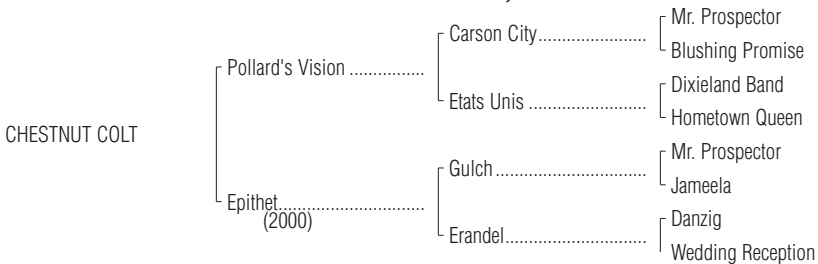 Mr. Prospector
Carson City
Blushing Promise
Pollard's Vision
Dixieland Band
Etats Unis
Hometown Queen
CHESTNUT COLT
Mr. Prospector
Gulch
Jameela
Epithet
(2000)
Danzig
Erandel
Wedding Reception